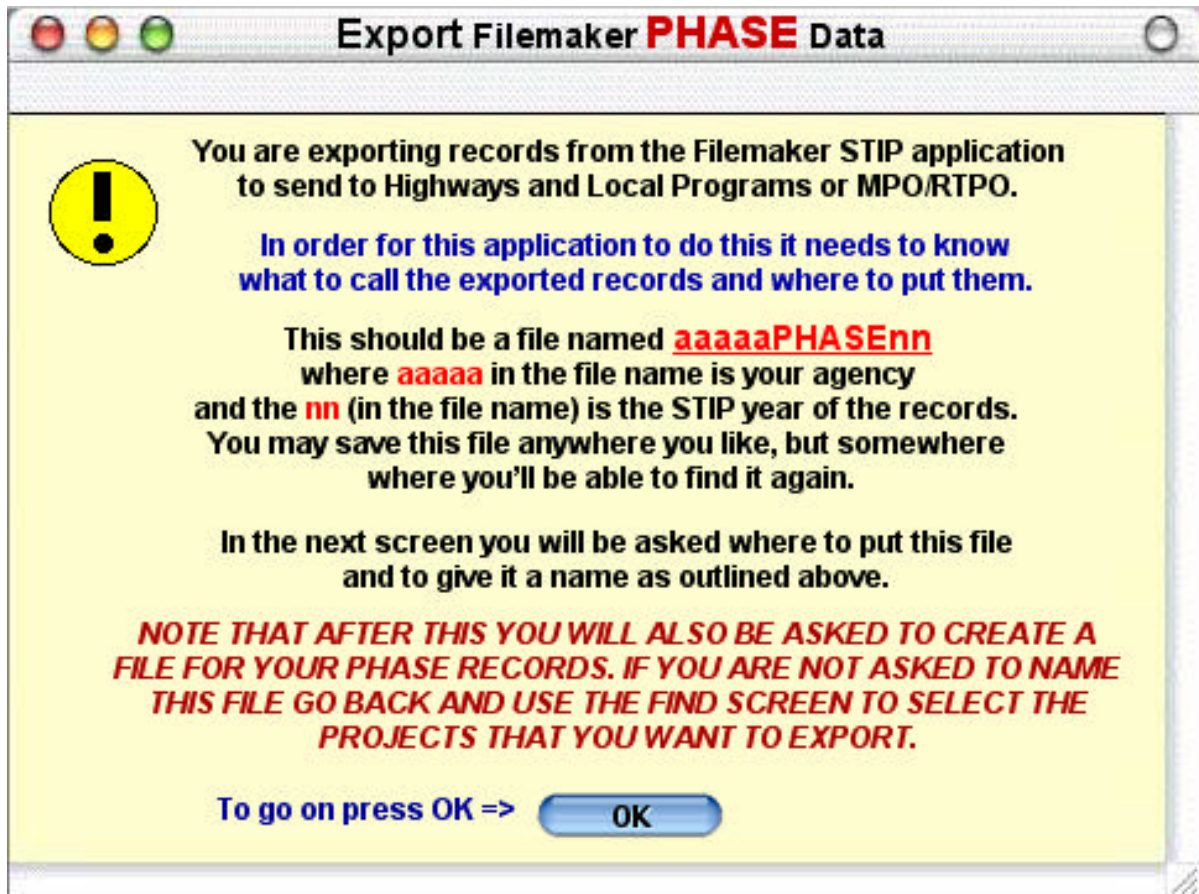 Export Filemaker PHASE Data
You are exporting records from the Filemaker STIP application
to send to Highways and Local Programs or MPO/RTPO.
In order for this application to do this it needs to know
what to call the exported records and where to put them.
This should be a file named aaaaaPHASEnn
where aaaaa in the file name is your agency
and the nn (in the file name) is the STIP year of the records.
You may save this file anywhere you like, but somewhere
where you'll be able to find it again.
In the next screen you will be asked where to put this file
and to give it a name as outlined above.
NOTE THAT AFTER THIS YOU WILL ALSO BE ASKED TO CREATE A
FILE FOR YOUR PHASE RECORDS. IF YOU ARE NOT ASKED TO NAME
THIS FILE GO BACK AND USE THE FIND SCREEN TO SELECT THE
PROJECTS THAT YOU WANT TO EXPORT.
To go on press OK => OK